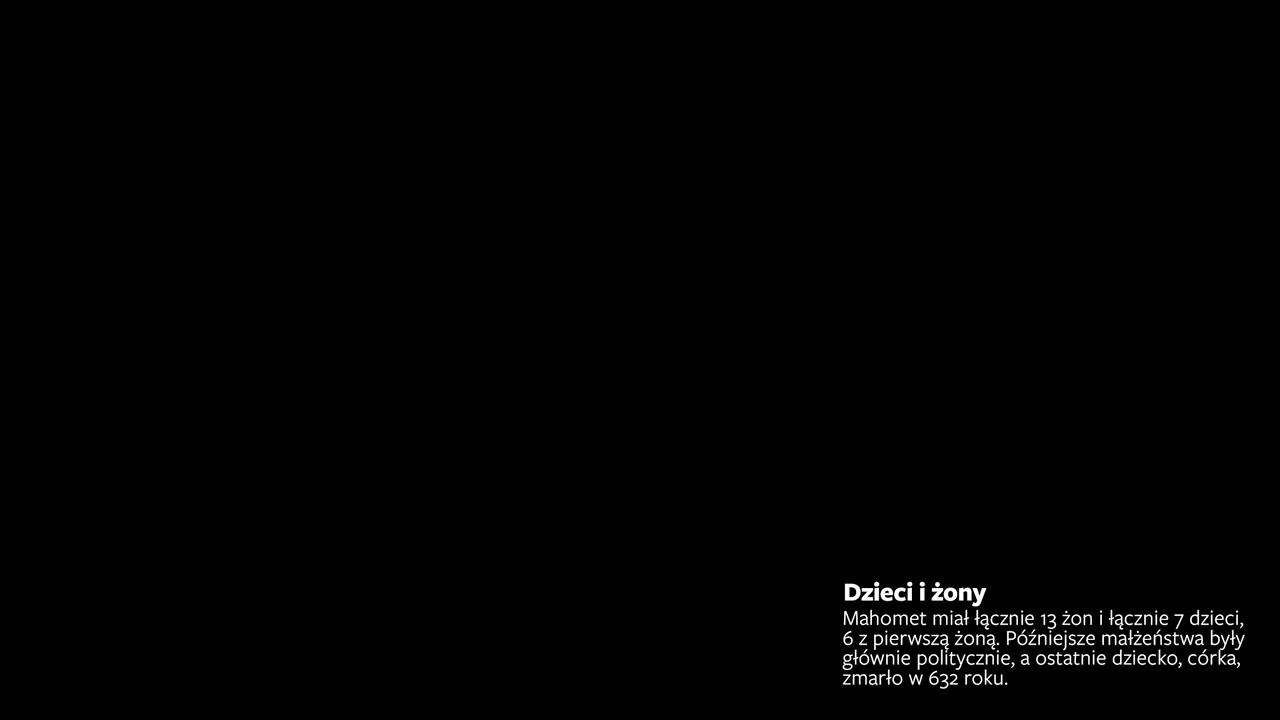 Dzieci i żony
Mahomet miał łącznie 13 żon i łącznie 7 dzieci,
6 z pierwszą żoną. Późniejsze małżeństwa były
głównie politycznie, a ostatnie dziecko, córka,
zmarło w 632 roku.